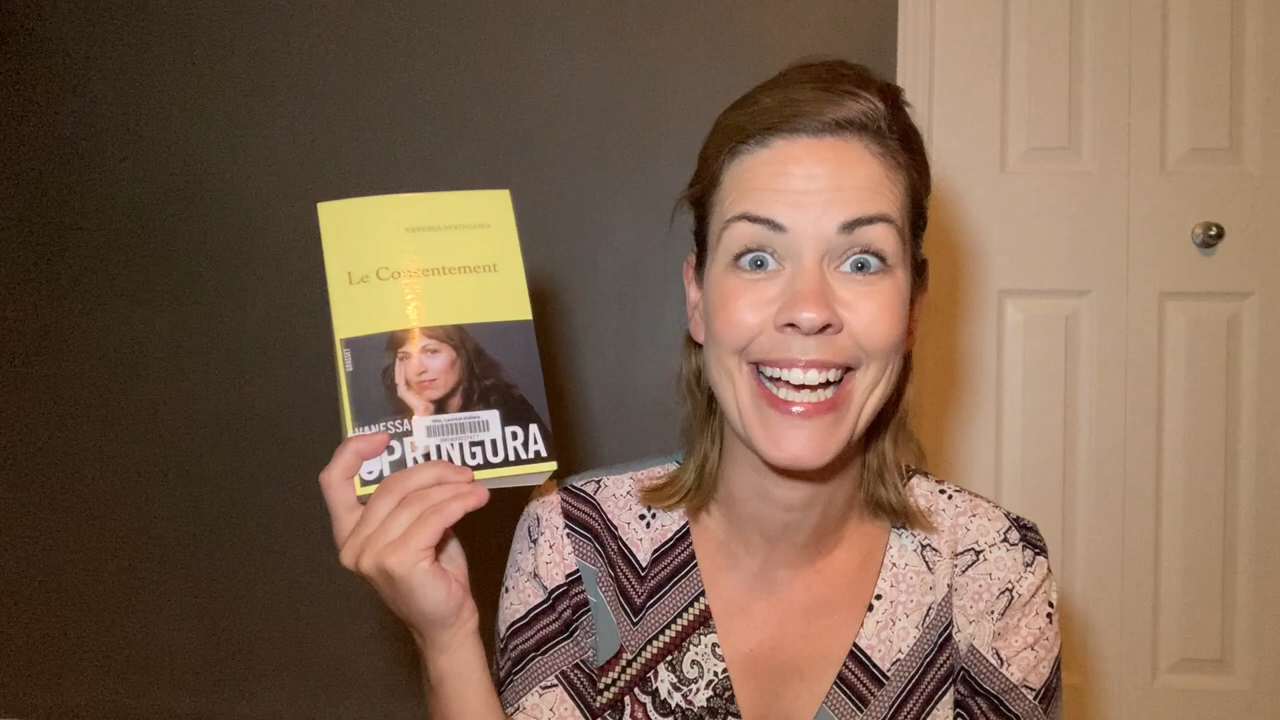 VANESSA SPRINGORA
Le Consentement
GRASSET
VANESSA
SPRINGORA